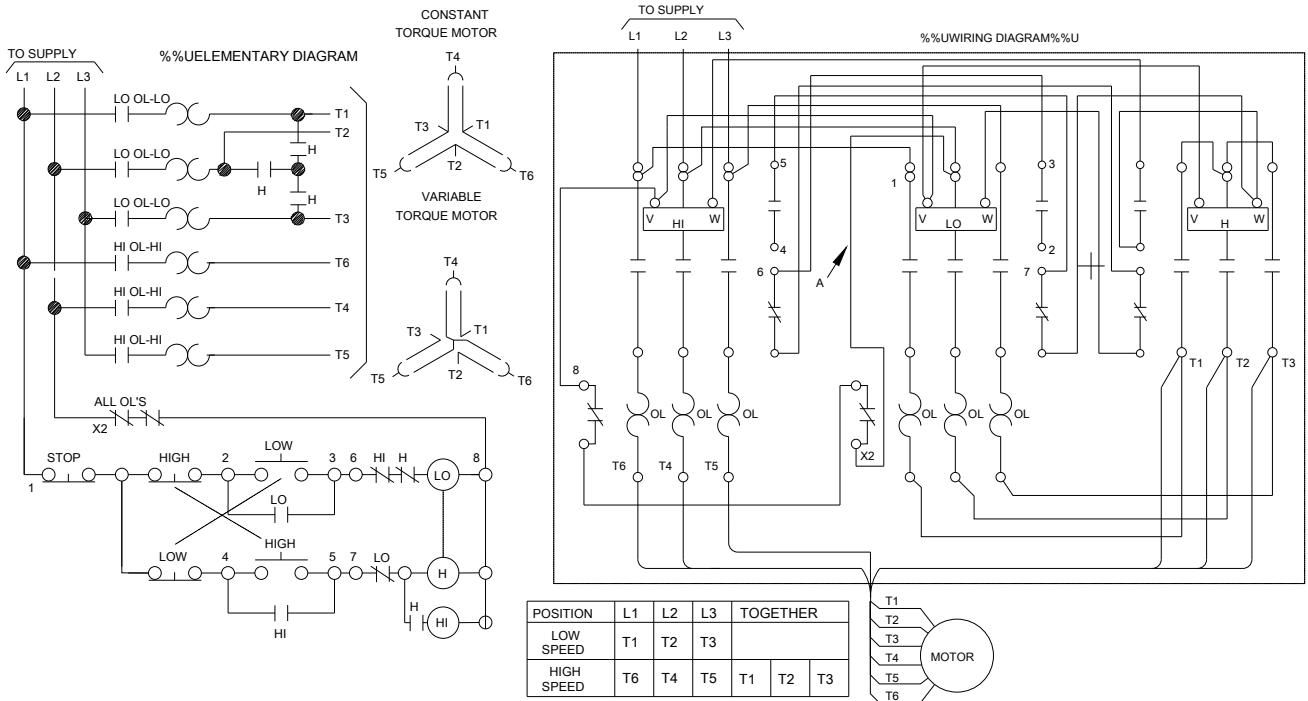 TO SUPPLY
%%UELEMENTARY DIAGRAM
L1 L2 L3
LO OL-LO
T1
T2
H
LO OL-LO
H
H
LO OL-LO
T3
HI OL-HI
T6
HI OL-HI
T4
HI OL-HI
T5
ALL OL'S
X2
STOP
1
HIGH
2
LOW
3 6 HI H
LO
8
LO
LOW
4
HIGH
5 7 LO
H
HI
H
HI
CONSTANT
TORQUE MOTOR
T4
T3 T1
T2
T5 T6
VARIABLE
TORQUE MOTOR
T4
T3 T1
T2
T5 T6
TO SUPPLY
L1 L2 L3
%%UWIRING DIAGRAM%%U
5
1
3
V HI W
V LO W
V H W
4
6
2
7
A
8
OL OL OL
X2
OL OL OL
T1 T2 T3
T6 T4 T5
POSITION L1 L2 L3 TOGETHER
LOW
SPEED
T1 T2 T3
HIGH
SPEED
T6 T4 T5 T1 T2 T3
T1
T2
T3
T4
T5
T6
MOTOR